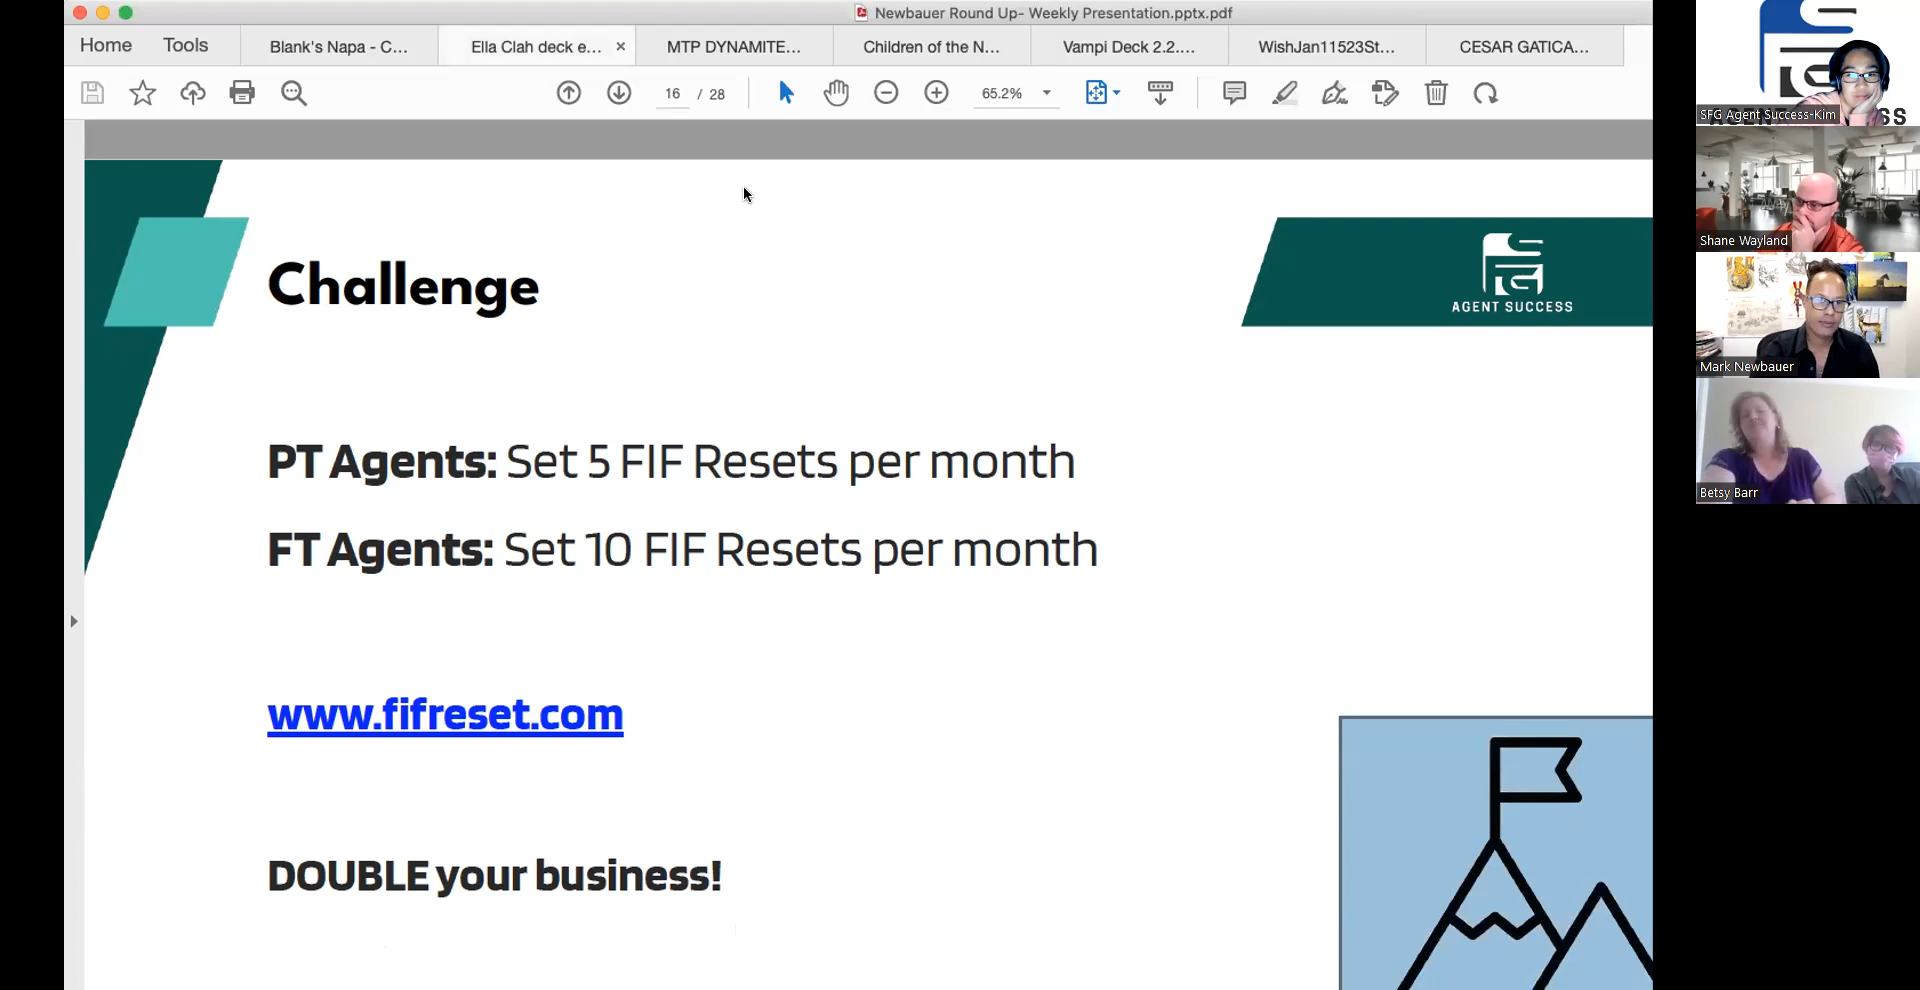 Newbauer Round Up- Weekly Presentation.pptx.pdf
Home Tools Blank's Napa - C... Ella Clah deck e... × MTP DYNAMITE... Children of the N... Vampi Deck 2.2.... WishJan11523St... CESAR GATICA...
16 / 28 65.2%
SFG Agent Success-Kim
Shane Wayland
Mark Newbauer
Betsy Barr
Challenge
AGENT SUCCESS
PT Agents: Set 5 FIF Resets per month
FT Agents: Set 10 FIF Resets per month
www.fifreset.com
DOUBLE your business!